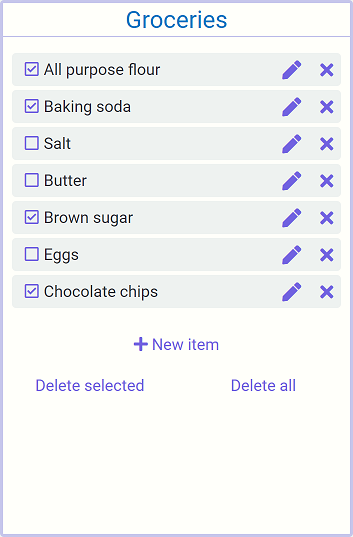 Groceries
All purpose flour
Baking soda
Salt
Butter
Brown sugar
Eggs
Chocolate chips
New item
Delete selected Delete all